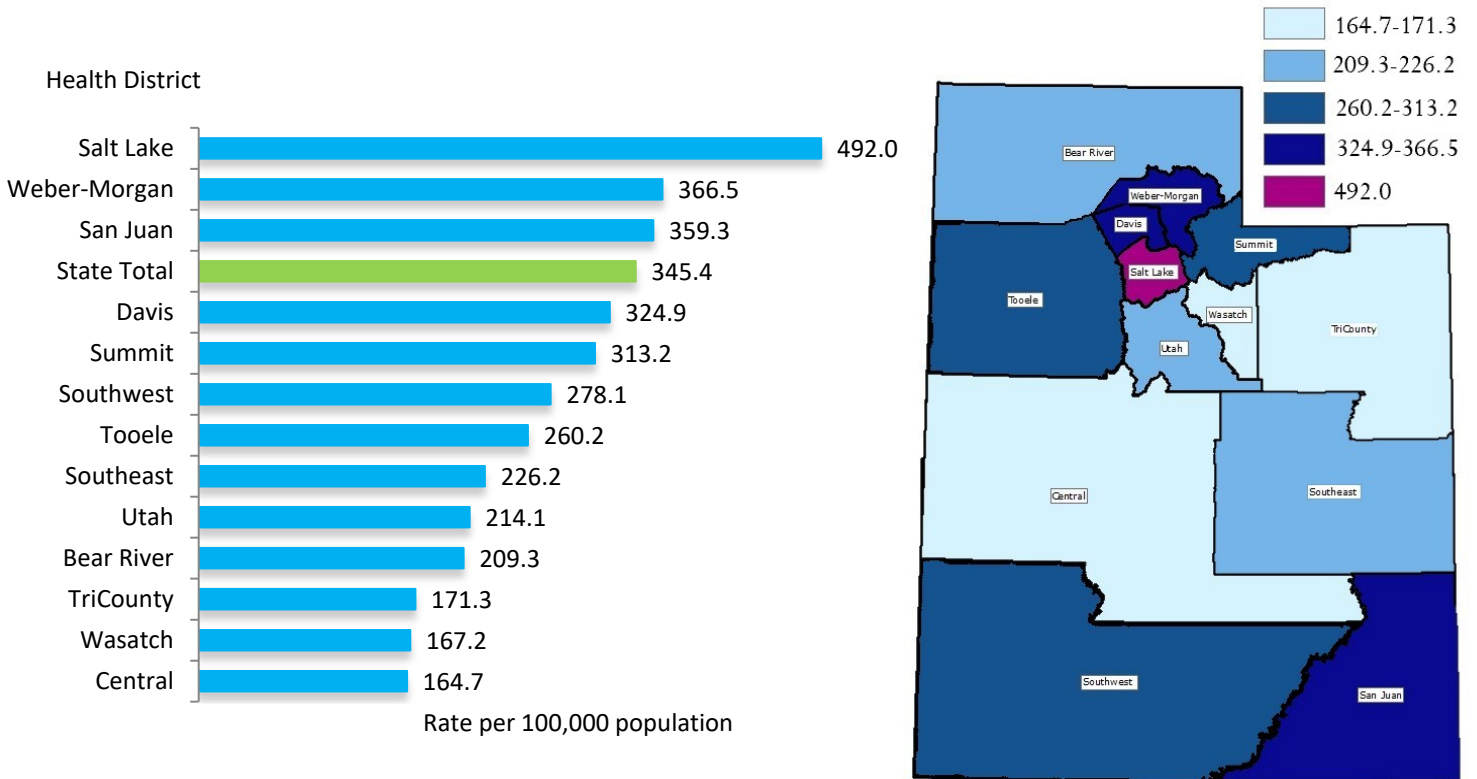 Health District
Salt Lake 492.0
Weber-Morgan 366.5
San Juan 359.3
State Total 345.4
Davis 324.9
Summit 313.2
Southwest 278.1
Tooele 260.2
Southeast 226.2
Utah 214.1
Bear River 209.3
TriCounty 171.3
Wasatch 167.2
Central 164.7
Rate per 100,000 population
164.7-171.3
209.3-226.2
260.2-313.2
324.9-366.5
492.0
Bear River
Weber-Morgan
Davis
Summit
Salt Lake
Tooele
Wasatch
TriCounty
Utah
Central
Southeast
Southwest
San Juan